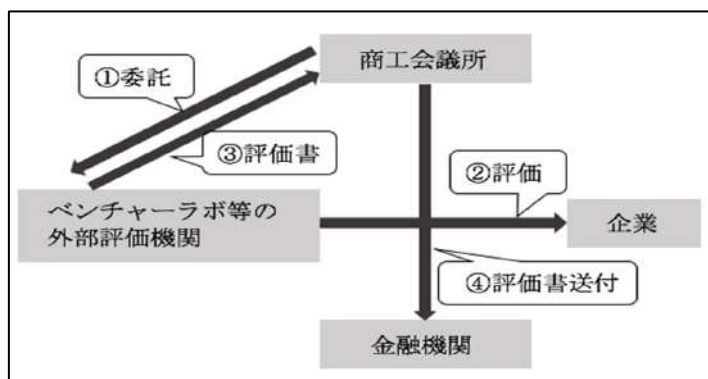 商工会議所
①委託
③評価書
②評価
ベンチャーラボ等の
外部評価機関
企業
④評価書送付
金融機関